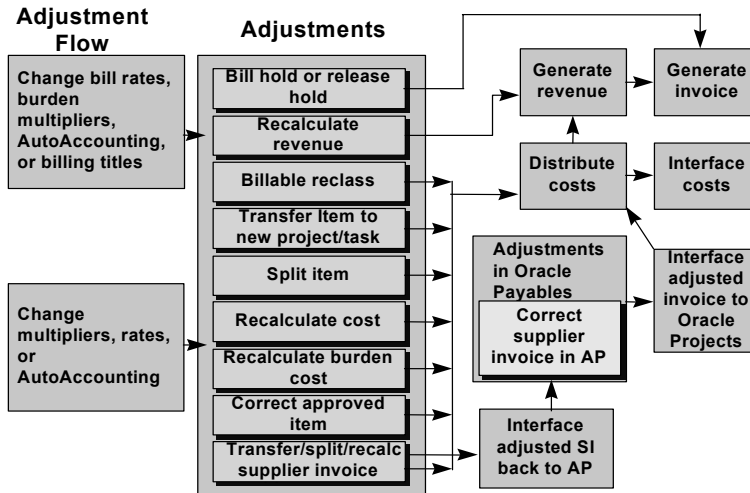 Adjustment
Flow
Adjustments
Change bill rates,
burden
multipliers,
AutoAccounting,
or billing titles
Change
multipliers, rates,
or
AutoAccounting
Bill hold or release
hold
Recalculate
revenue
Billable reclass
Transfer Item to
new project/task
Split item
Recalculate cost
Recalculate burden
cost
Correct approved
item
Transfer/split/recalc
supplier invoice
Generate
revenue
Generate
invoice
Distribute
costs
Interface
costs
Adjustments
in Oracle
Payables
Correct
supplier
invoice in AP
Interface
adjusted
invoice to
Oracle
Projects
Interface
adjusted SI
back to AP